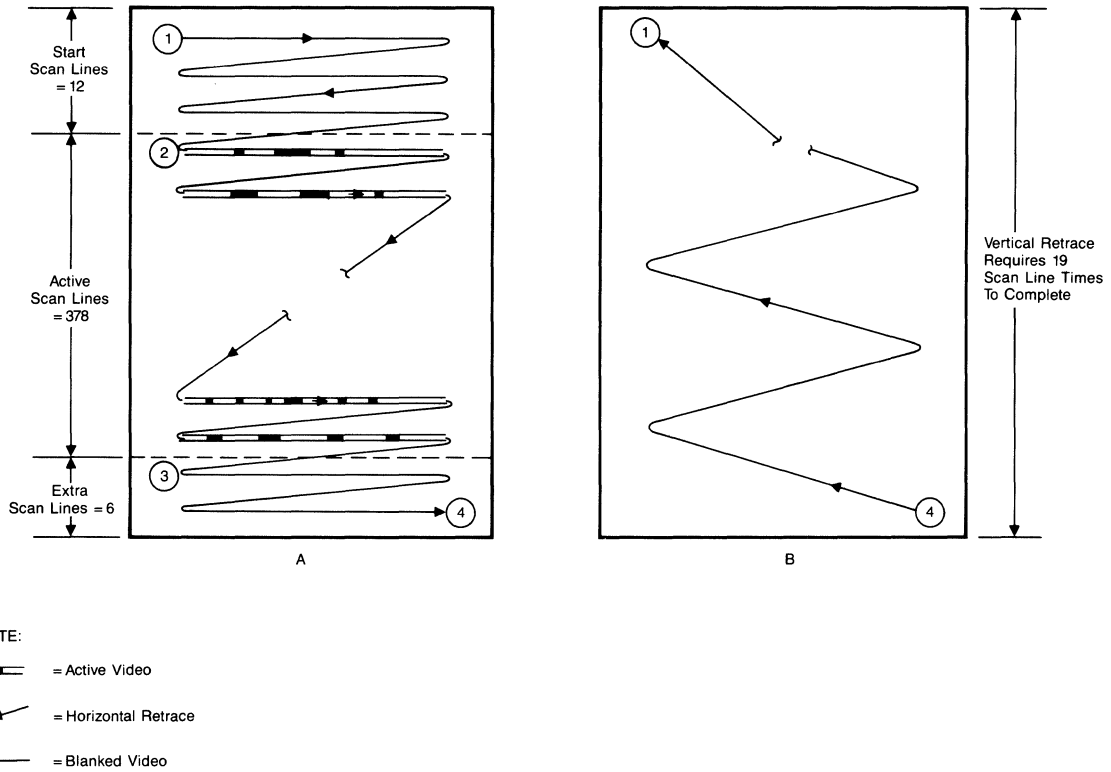 1
Start
Scan Lines
= 12
2
Active
Scan Lines
= 378
3
Extra
Scan Lines = 6
4
A
1
Vertical Retrace
Requires 19
Scan Line Times
To Complete
4
B
TE:
= Active Video
= Horizontal Retrace
= Blanked Video